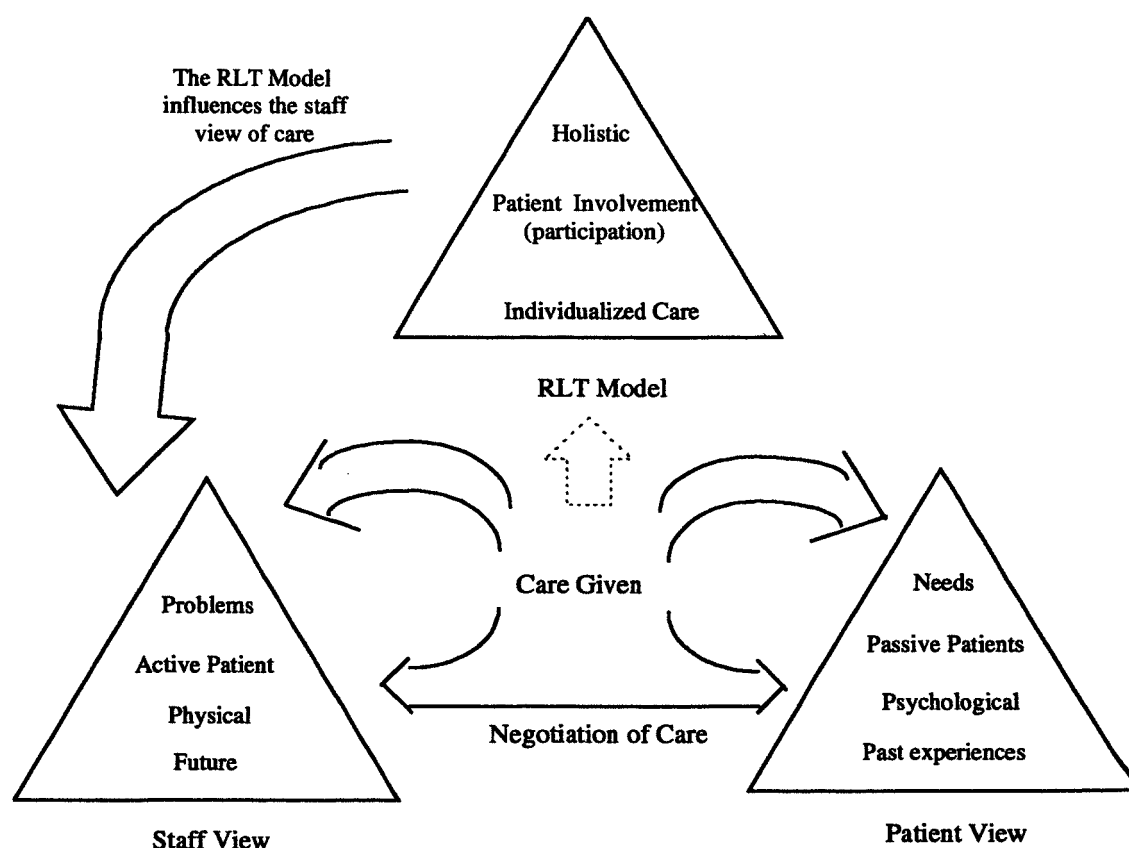 The RLT Model
influences the staff
view of care
Holistic
Patient Involvement
(participation)
Individualized Care
RLT Model
Care Given
Problems
Active Patient
Physical
Future
Staff View
Negotiation of Care
Needs
Passive Patients
Psychological
Past experiences
Patient View